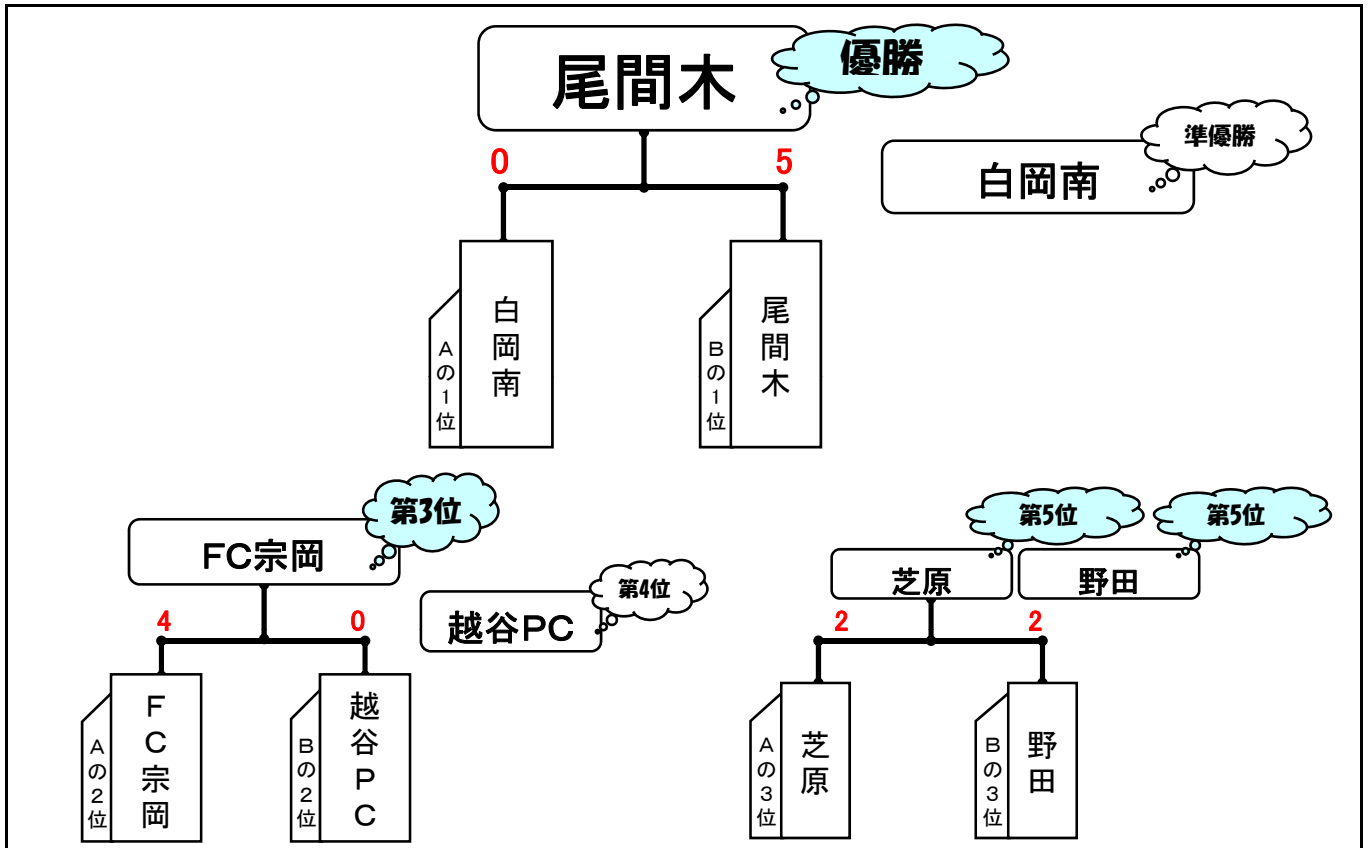 尾間木
優勝
準優勝
白岡南
0
5
Aの1位
白岡南
Bの1位
尾間木
第3位
FC宗岡
第4位
越谷PC
4
0
Aの2位
FC宗岡
Bの2位
越谷PC
第5位
第5位
芝原
野田
2
2
Aの3位
芝原
Bの3位
野田